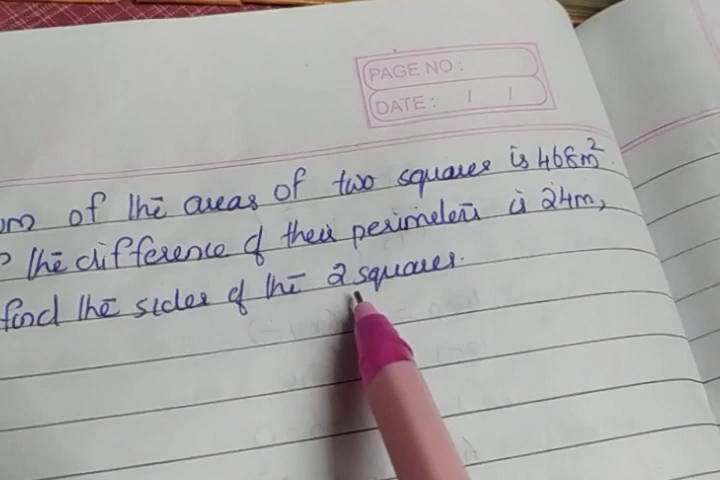 PAGE NO :
DATE : / /
of the areas of two squares is 468m².
the difference of their perimeters is 24m,
find the sides of the 2 squares.